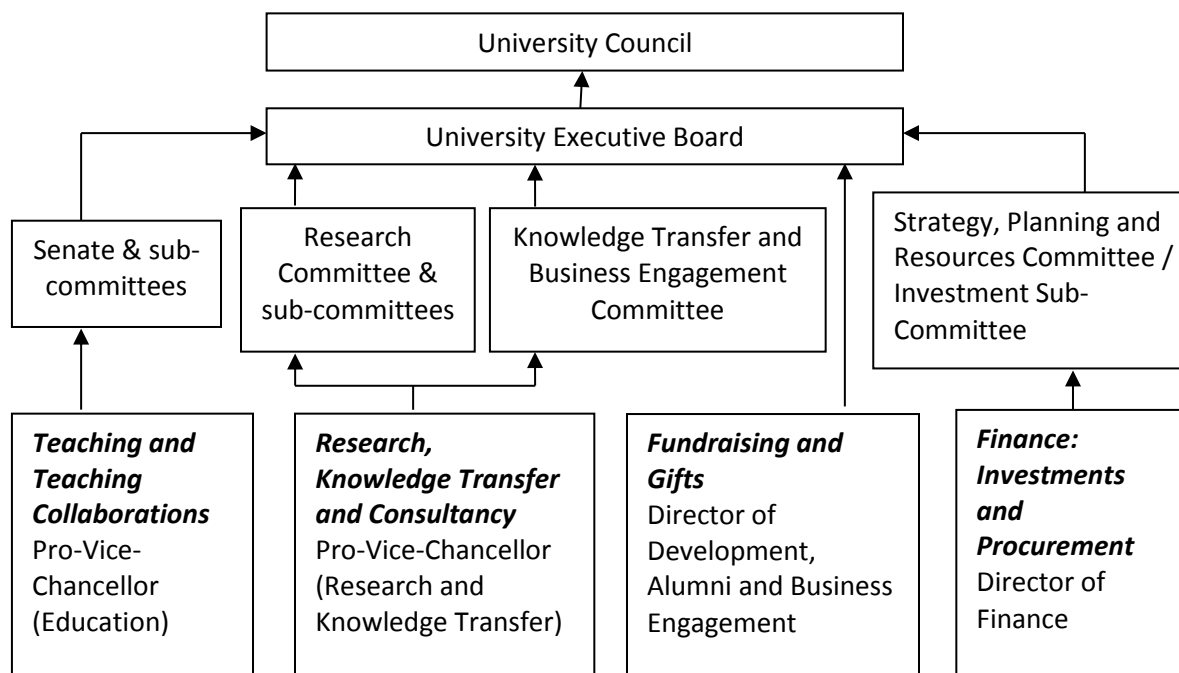 University Council
University Executive Board
Senate & sub-
committees
Research
Committee &
sub-committees
Knowledge Transfer and
Business Engagement
Committee
Strategy, Planning and
Resources Committee /
Investment Sub-
Committee
Teaching and
Teaching
Collaborations
Pro-Vice-
Chancellor
(Education)
Research,
Knowledge Transfer
and Consultancy
Pro-Vice-Chancellor
(Research and
Knowledge Transfer)
Fundraising and
Gifts
Director of
Development,
Alumni and Business
Engagement
Finance:
Investments
and
Procurement
Director of
Finance